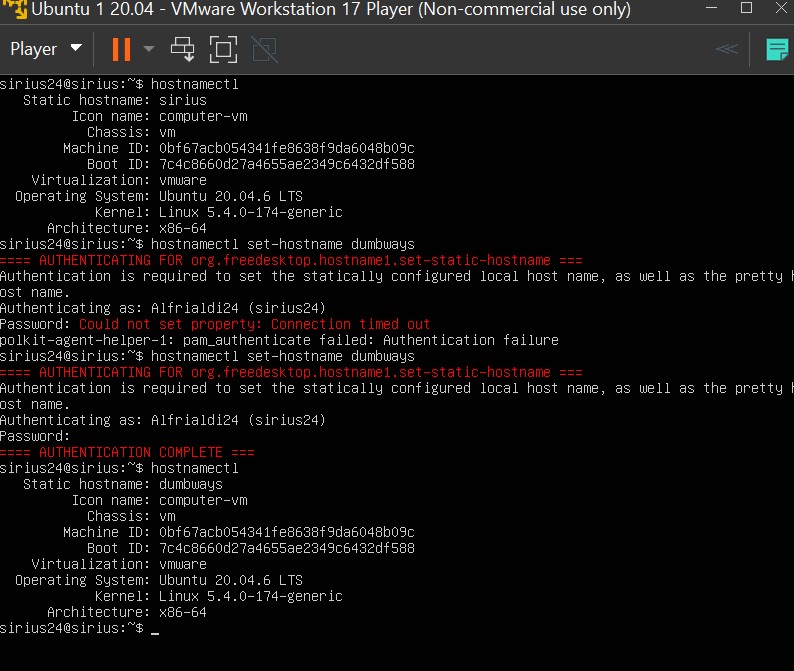 Ubuntu 1 20.04 - VMware Workstation 17 Player (Non-commercial use only)
Player
sirius24@sirius:~$ hostnamectl
Static hostname: sirius
Icon name: computer-vm
Chassis: vm
Machine ID: 0bf67acb054341fe8638f9da6048b09c
Boot ID: 7c4c8660d27a4655ae2349c6432df588
Virtualization: vmware
Operating System: Ubuntu 20.04.6 LTS
Kernel: Linux 5.4.0-174-generic
Architecture: x86-64
sirius24@sirius:~$ hostnamectl set-hostname dumbways
==== AUTHENTICATING FOR org.freedesktop.hostname1.set-static-hostname ===
Authentication is required to set the statically configured local host name, as well as the pretty h
ost name.
Authenticating as: Alfrialdi24 (sirius24)
Password: Could not set property: Connection timed out
polkit-agent-helper-1: pam_authenticate failed: Authentication failure
sirius24@sirius:~$ hostnamectl set-hostname dumbways
==== AUTHENTICATING FOR org.freedesktop.hostname1.set-static-hostname ===
Authentication is required to set the statically configured local host name, as well as the pretty h
ost name.
Authenticating as: Alfrialdi24 (sirius24)
Password:
==== AUTHENTICATION COMPLETE ===
sirius24@sirius:~$ hostnamectl
Static hostname: dumbways
Icon name: computer-vm
Chassis: vm
Machine ID: 0bf67acb054341fe8638f9da6048b09c
Boot ID: 7c4c8660d27a4655ae2349c6432df588
Virtualization: vmware
Operating System: Ubuntu 20.04.6 LTS
Kernel: Linux 5.4.0-174-generic
Architecture: x86-64
sirius24@sirius:~$ _